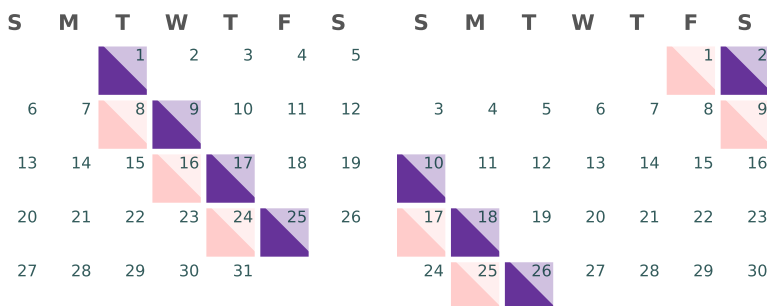 S M T W T F S
1 2 3 4 5
6 7 8 9 10 11 12
13 14 15 16 17 18 19
20 21 22 23 24 25 26
27 28 29 30 31
S M T W T F S
1 2
3 4 5 6 7 8 9
10 11 12 13 14 15 16
17 18 19 20 21 22 23
24 25 26 27 28 29 30